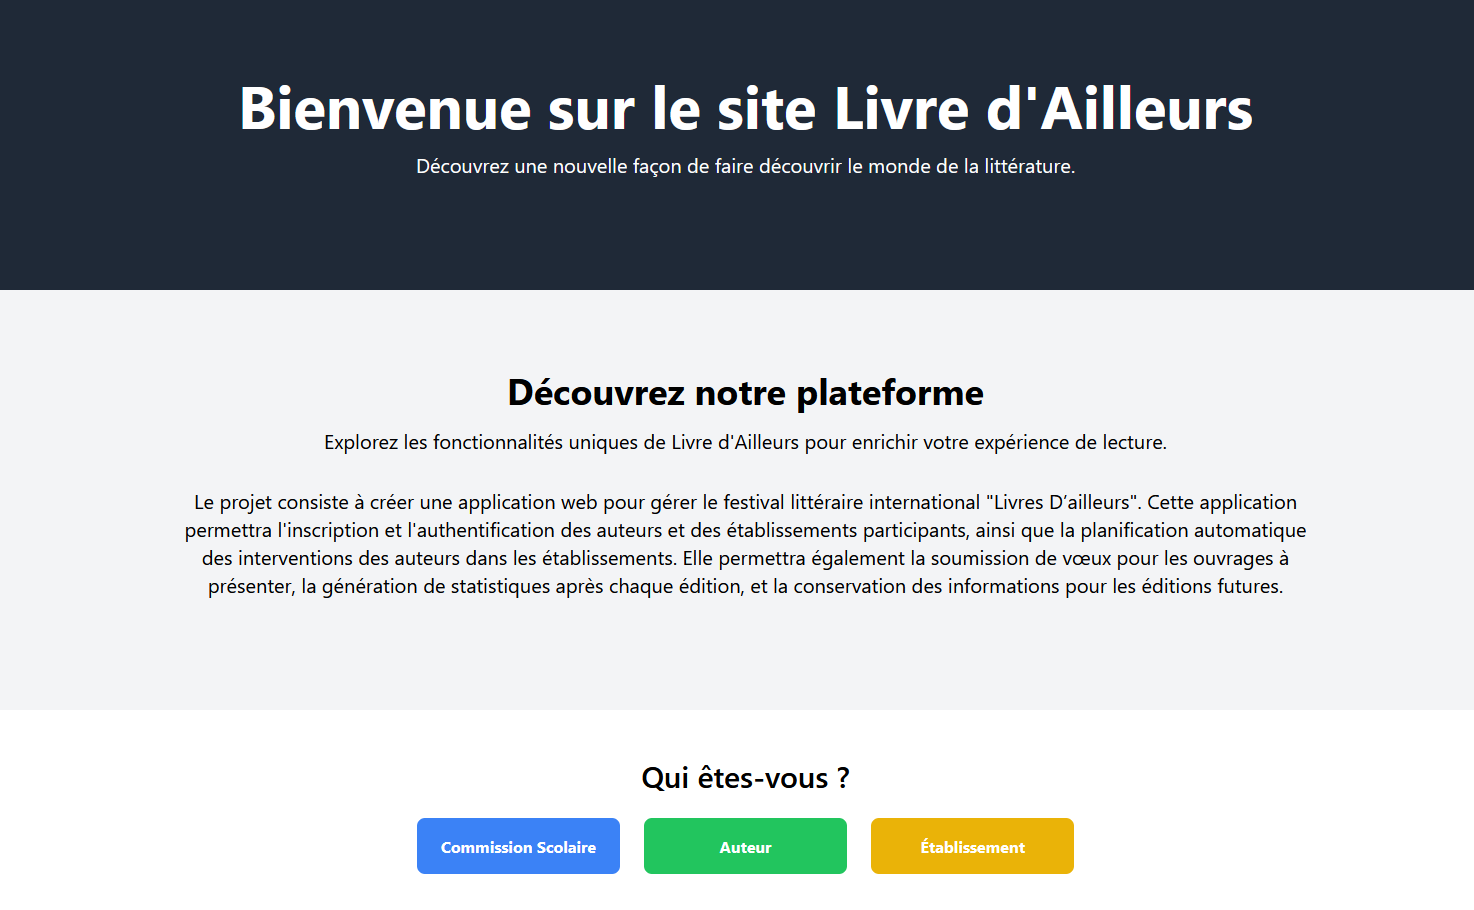 Bienvenue sur le site Livre d'Ailleurs
Découvrez une nouvelle façon de faire découvrir le monde de la littérature.
Découvrez notre plateforme
Explorez les fonctionnalités uniques de Livre d'Ailleurs pour enrichir votre expérience de lecture.
Le projet consiste à créer une application web pour gérer le festival littéraire international "Livres D’ailleurs". Cette application
permettra l'inscription et l'authentification des auteurs et des établissements participants, ainsi que la planification automatique
des interventions des auteurs dans les établissements. Elle permettra également la soumission de vœux pour les ouvrages à
présenter, la génération de statistiques après chaque édition, et la conservation des informations pour les éditions futures.
Qui êtes-vous ?
Commission Scolaire
Auteur
Établissement